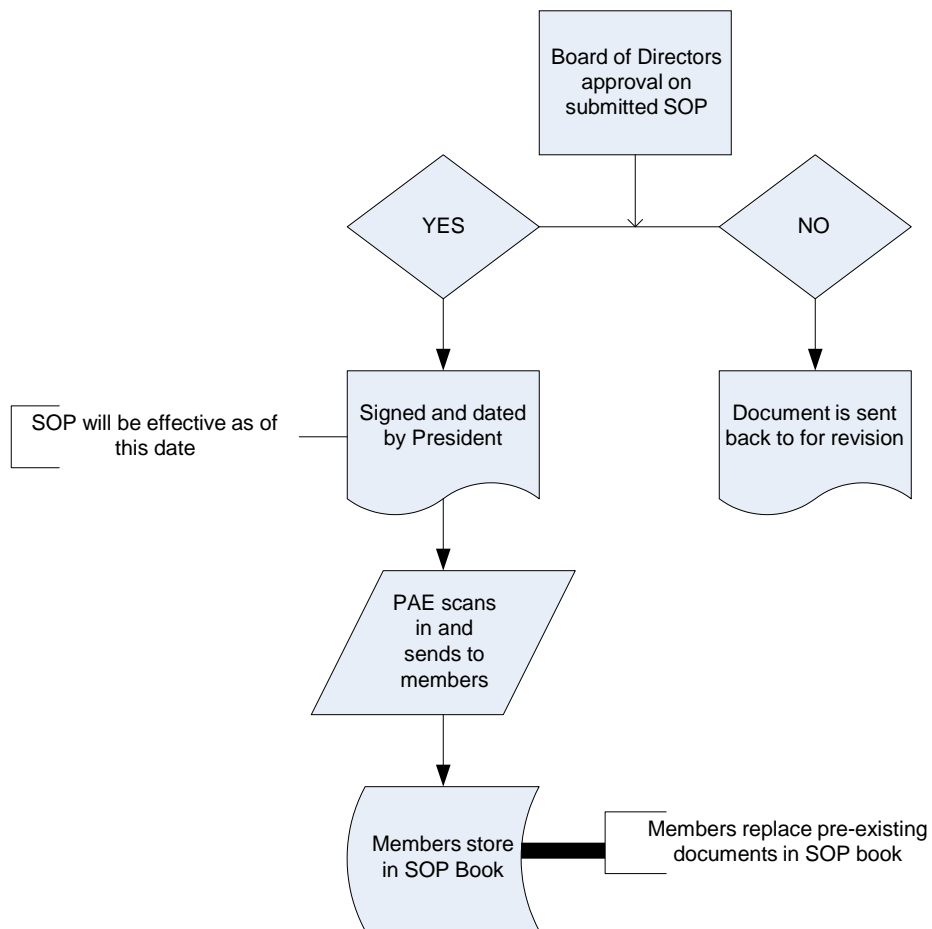 Board of Directors
approval on
submitted SOP
YES
NO
SOP will be effective as of
this date
Signed and dated
by President
Document is sent
back to for revision
PAE scans
in and
sends to
members
Members store
in SOP Book
Members replace pre-existing
documents in SOP book